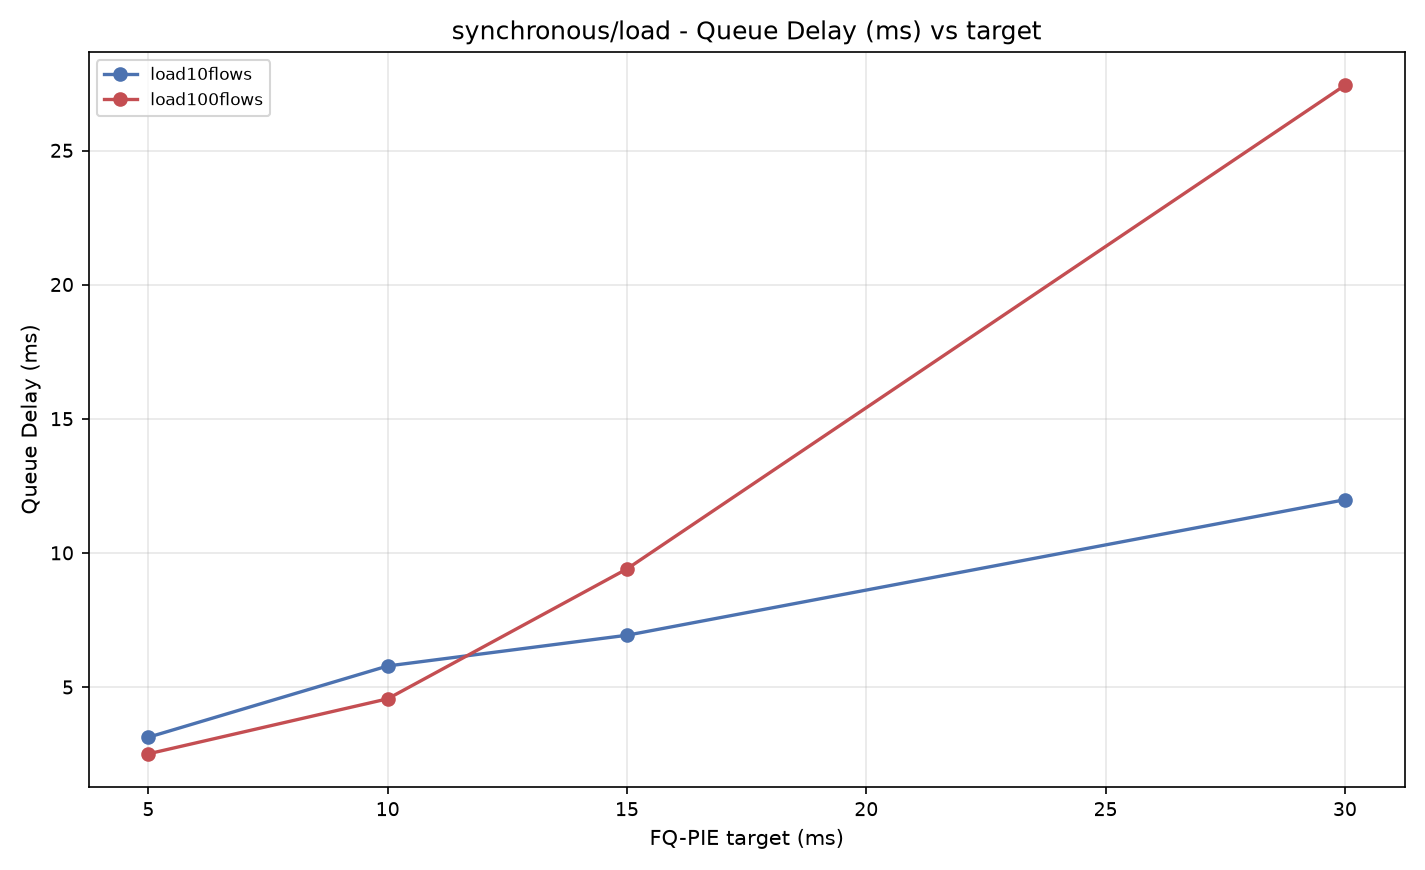 synchronous/load - Queue Delay (ms) vs target
load10flows
load100flows
25
20
15
10
5
Queue Delay (ms)
5 10 15 20 25 30
FQ-PIE target (ms)